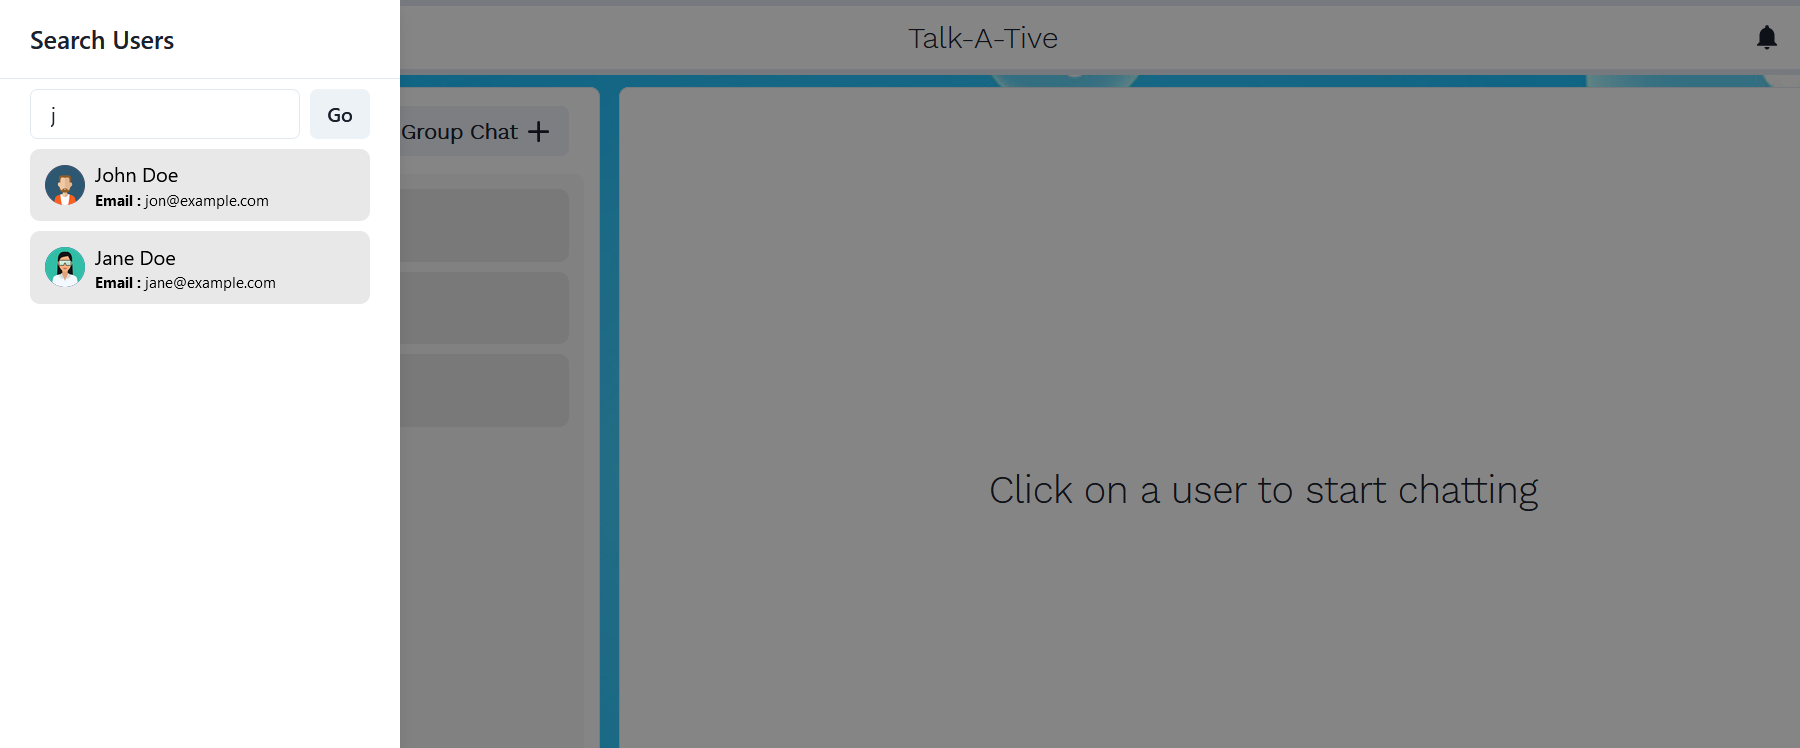 Search Users
j
Go
John Doe
Email : jon@example.com
Jane Doe
Email : jane@example.com
Talk-A-Tive
Group Chat +
Click on a user to start chatting